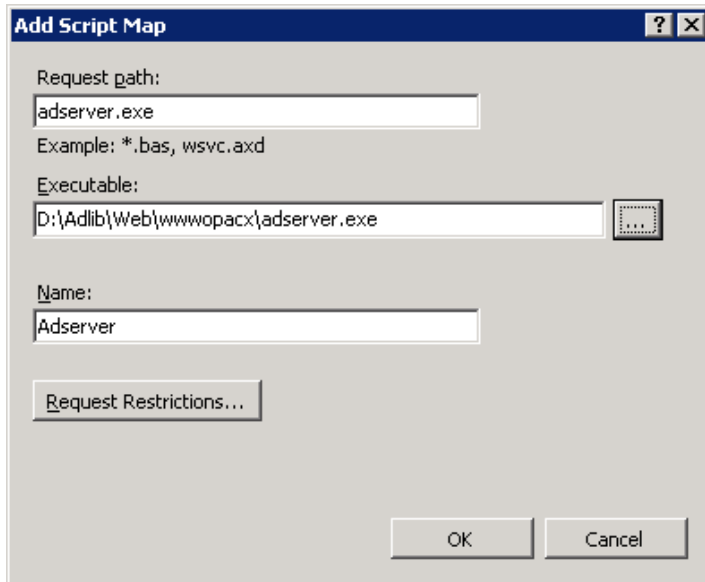 Add Script Map
Request path:
adserver.exe
Example: *.bas, wsvc.axd
Executable:
D:\Adlib\Web\wwwopacx\adserver.exe
...
Name:
Adserver
Request Restrictions...
OK Cancel